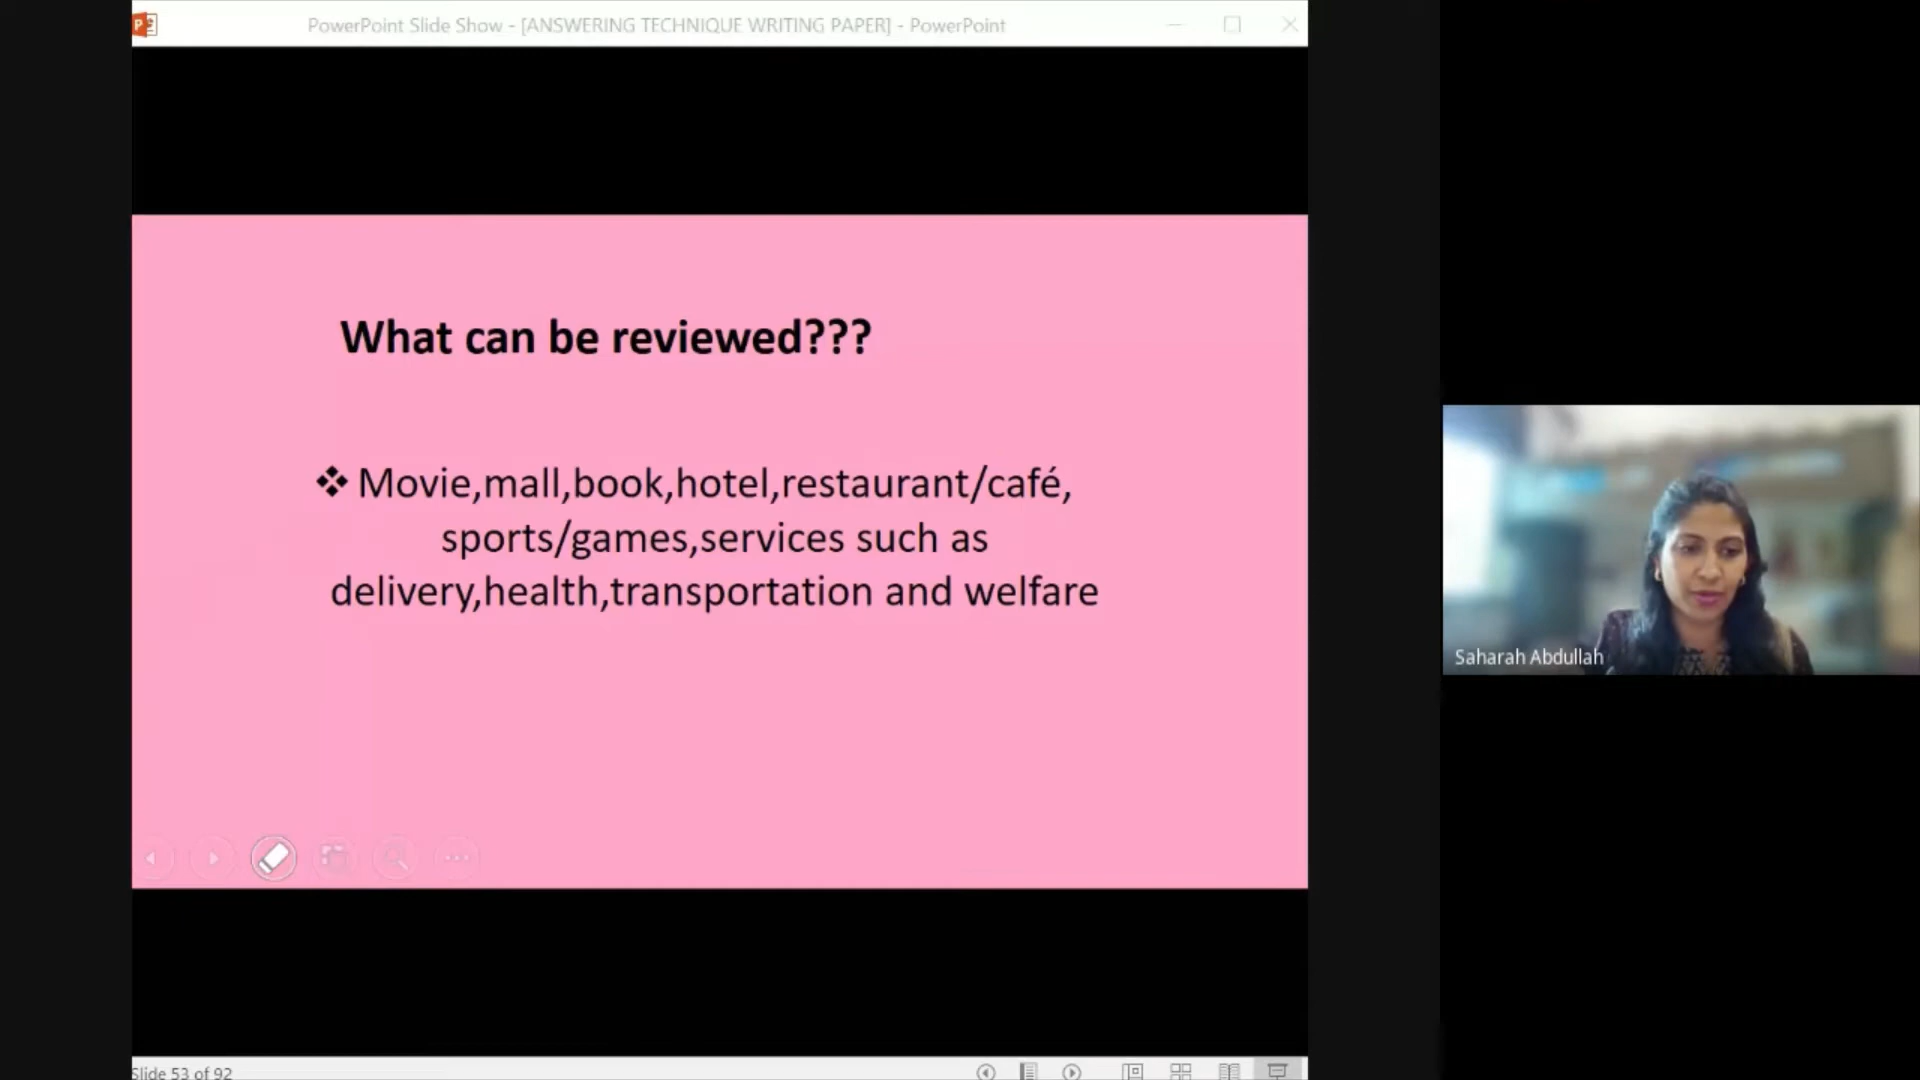 PowerPoint Slide Show - [ANSWERING TECHNIQUE WRITING PAPER] - PowerPoint
What can be reviewed???
❖ Movie,mall,book,hotel,restaurant/café,
sports/games,services such as
delivery,health,transportation and welfare
Saharah Abdullah
Slide 53 of 92